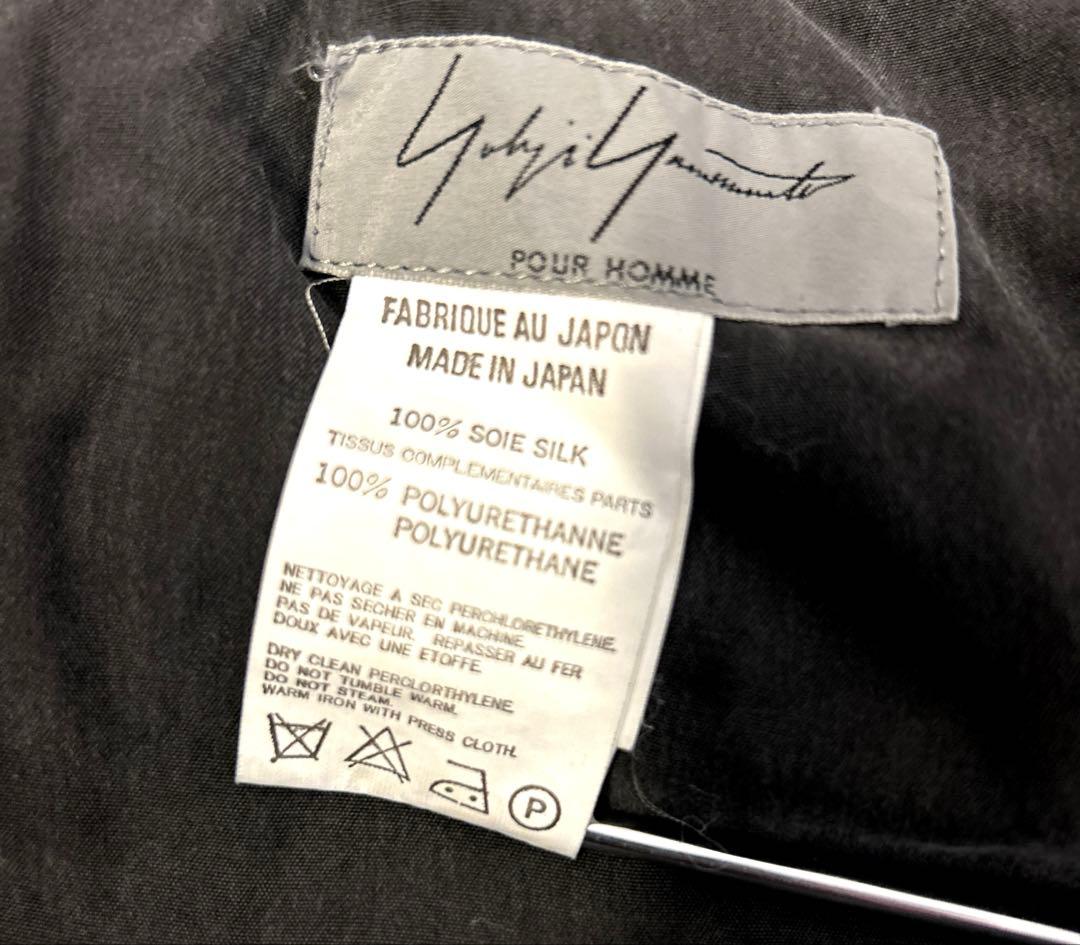 Yohji Yamamoto
POUR HOMME
FABRIQUE AU JAPON
MADE IN JAPAN
100% SOIE SILK
TISSUS COMPLEMENTAIRES PARTS
100% POLYURETHANNE
POLYURETHANE
NETTOYAGE A SEC PERCHLORETHYLENE.
NE PAS SECHER EN MACHINE.
PAS DE VAPEUR. REPASSER AU FER
DOUX AVEC UNE ETOFFE.
DRY CLEAN PERCLORTHYLENE.
DO NOT TUMBLE WARM.
DO NOT STEAM.
WARM IRON WITH PRESS CLOTH.
P